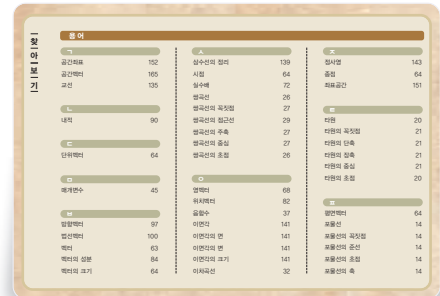 찾아보기
용어
ㄱ
공간좌표 152
공간벡터 165
교선 135
ㄴ
내적 90
ㄷ
단위벡터 64
ㅁ
매개변수 45
ㅂ
방향벡터 97
법선벡터 100
벡터 63
벡터의 성분 84
벡터의 크기 64
ㅅ
삼수선의 정리 139
시점 64
실수배 72
쌍곡선 26
쌍곡선의 꼭짓점 27
쌍곡선의 점근선 29
쌍곡선의 주축 27
쌍곡선의 중심 27
쌍곡선의 초점 26
ㅇ
영벡터 68
위치벡터 82
음함수 37
이면각 141
이면각의 면 141
이면각의 변 141
이면각의 크기 141
이차곡선 32
ㅈ
정사영 143
종점 64
좌표공간 151
ㅌ
타원 20
타원의 꼭짓점 21
타원의 단축 21
타원의 장축 21
타원의 중심 21
타원의 초점 20
ㅍ
평면벡터 64
포물선 14
포물선의 꼭짓점 14
포물선의 준선 14
포물선의 초점 14
포물선의 축 14